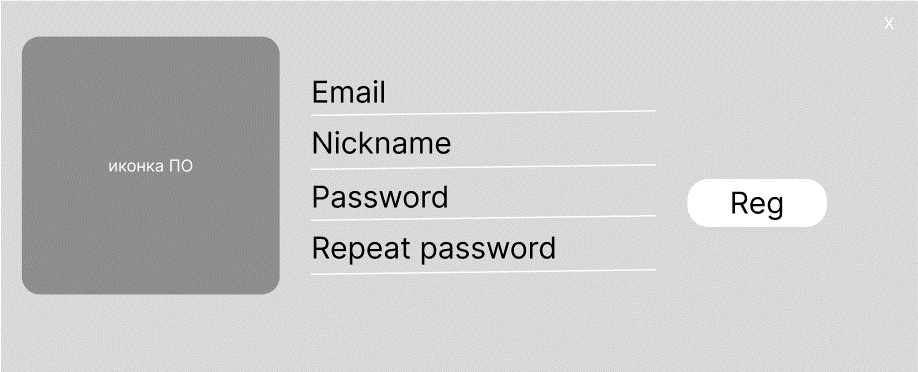 X
Email
Nickname
иконка ПО
Password
Reg
Repeat password